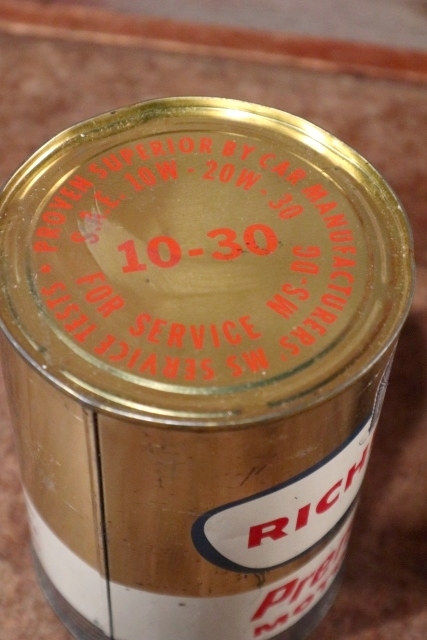 • PROVEN SUPERIOR BY CAR MANUFACTURERS' MS SERVICE TESTS
S.A.E. 10W - 20W - 30
10-30
FOR SERVICE MS-DG
RICH
Pre
MO